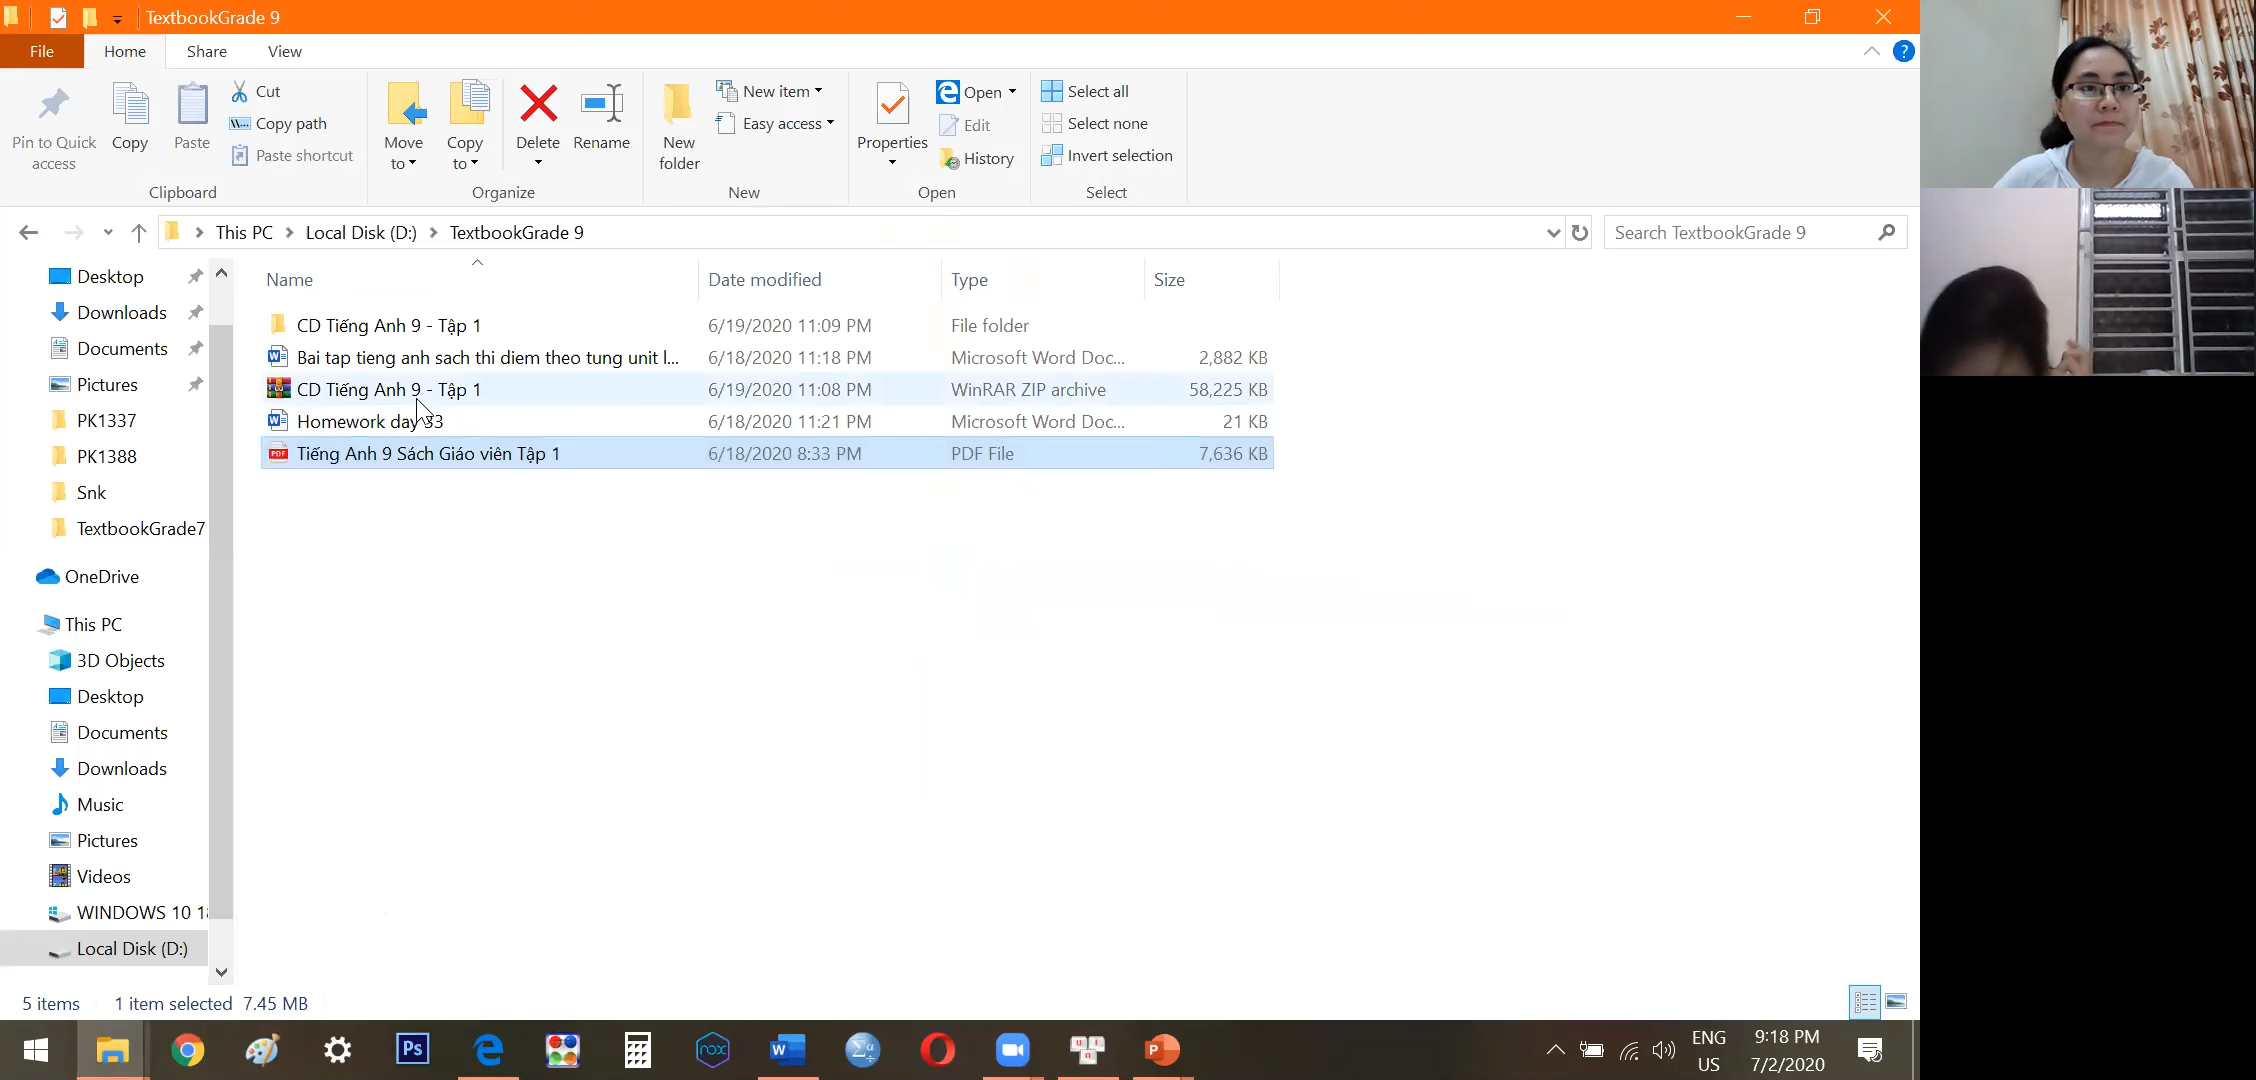 TextbookGrade 9
File Home Share View
Pin to Quick access
Copy
Paste
Cut
Copy path
Paste shortcut
Clipboard
Move to
Copy to
Delete
Rename
Organize
New folder
New item
Easy access
New
Properties
Open
Edit
History
Open
Select all
Select none
Invert selection
Select
This PC > Local Disk (D:) > TextbookGrade 9
Search TextbookGrade 9
Name Date modified Type Size
CD Tiếng Anh 9 - Tập 1 6/19/2020 11:09 PM File folder
Bai tap tieng anh sach thi diem theo tung unit l... 6/18/2020 11:18 PM Microsoft Word Doc... 2,882 KB
CD Tiếng Anh 9 - Tập 1 6/19/2020 11:08 PM WinRAR ZIP archive 58,225 KB
Homework day 33 6/18/2020 11:21 PM Microsoft Word Doc... 21 KB
PDF Tiếng Anh 9 Sách Giáo viên Tập 1 6/18/2020 8:33 PM PDF File 7,636 KB
Desktop
Downloads
Documents
Pictures
PK1337
PK1388
Snk
TextbookGrade7
OneDrive
This PC
3D Objects
Desktop
Documents
Downloads
Music
Pictures
Videos
WINDOWS 10 18
Local Disk (D:)
5 items 1 item selected 7.45 MB
Ps
nox
ENG
US
9:18 PM
7/2/2020